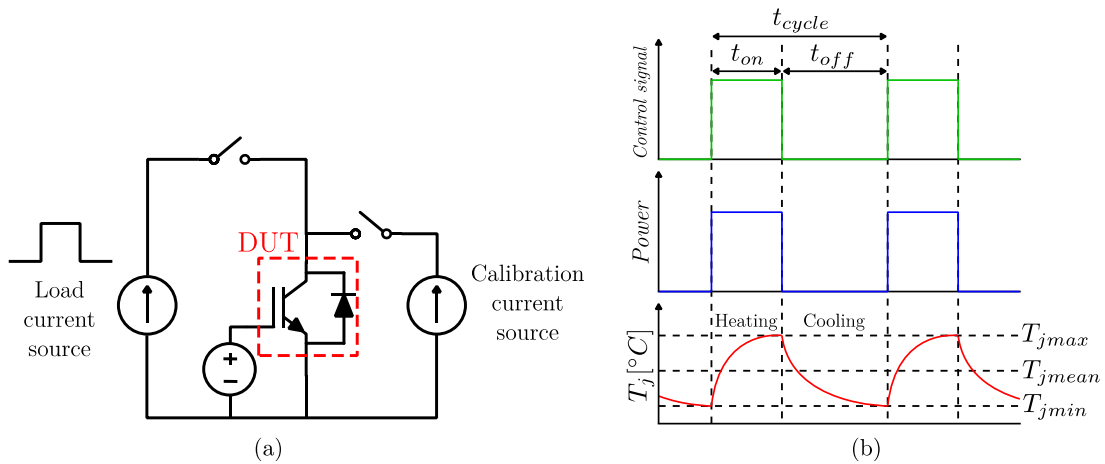 DUT
Load
current
source
+
−
Calibration
current
source
(a)
t_cycle
t_on
t_off
Control signal
Power
T_j[°C]
Heating
Cooling
T_jmax
T_jmean
T_jmin
(b)